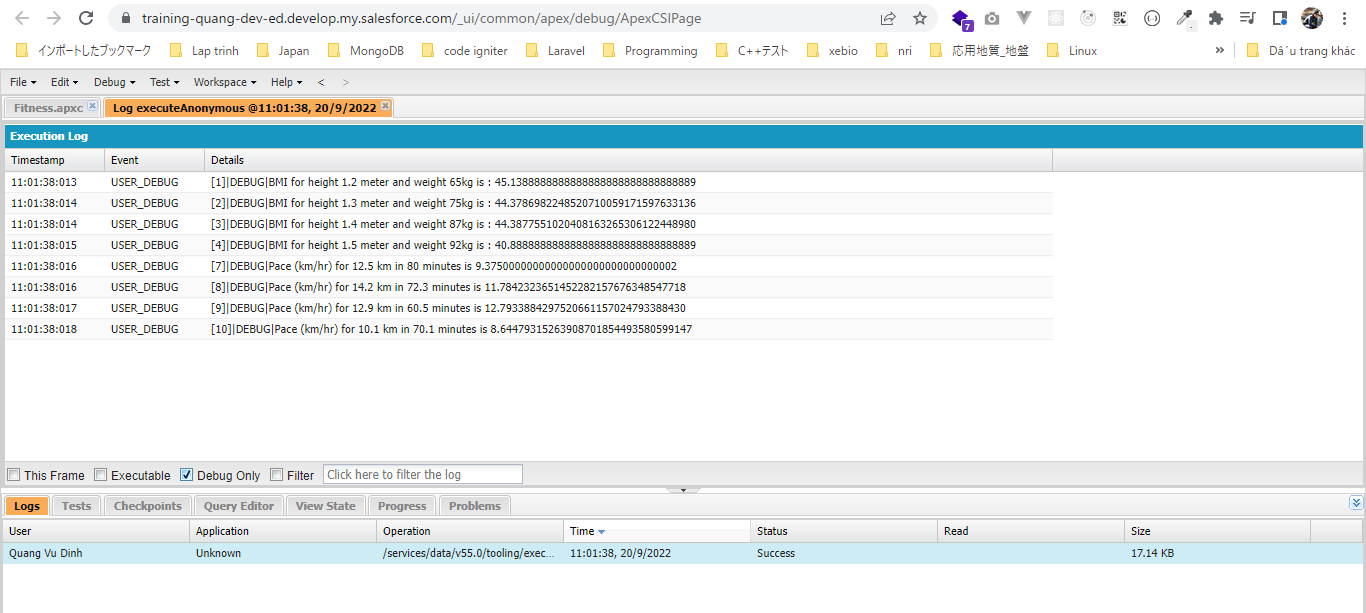 training-quang-dev-ed.develop.my.salesforce.com/_ui/common/apex/debug/ApexCSIPage
7
インポートしたブックマーク Lap trinh Japan MongoDB code igniter Laravel Programming C++テスト xebio nri 応用地質_地盤 Linux » Dấu trang khác
File Edit Debug Test Workspace Help < >
Fitness.apxc Log executeAnonymous @11:01:38, 20/9/2022
Execution Log
Timestamp Event Details
11:01:38:013 USER_DEBUG [1]|DEBUG|BMI for height 1.2 meter and weight 65kg is : 45.138888888888888888888888888889
11:01:38:014 USER_DEBUG [2]|DEBUG|BMI for height 1.3 meter and weight 75kg is : 44.3786982248520710059171597633136
11:01:38:014 USER_DEBUG [3]|DEBUG|BMI for height 1.4 meter and weight 87kg is : 44.3877551020408163265306122448980
11:01:38:015 USER_DEBUG [4]|DEBUG|BMI for height 1.5 meter and weight 92kg is : 40.888888888888888888888888888889
11:01:38:016 USER_DEBUG [7]|DEBUG|Pace (km/hr) for 12.5 km in 80 minutes is 9.3750000000000000000000000000002
11:01:38:016 USER_DEBUG [8]|DEBUG|Pace (km/hr) for 14.2 km in 72.3 minutes is 11.784232365145228215767634854718
11:01:38:017 USER_DEBUG [9]|DEBUG|Pace (km/hr) for 12.9 km in 60.5 minutes is 12.793388429752066115702479338430
11:01:38:018 USER_DEBUG [10]|DEBUG|Pace (km/hr) for 10.1 km in 70.1 minutes is 8.6447931526390870185449358059 9147
This Frame Executable Debug Only Filter Click here to filter the log
Logs Tests Checkpoints Query Editor View State Progress Problems
User Application Operation Time Status Read Size
Quang Vu Dinh Unknown /services/data/v55.0/tooling/exec... 11:01:38, 20/9/2022 Success 17.14 KB